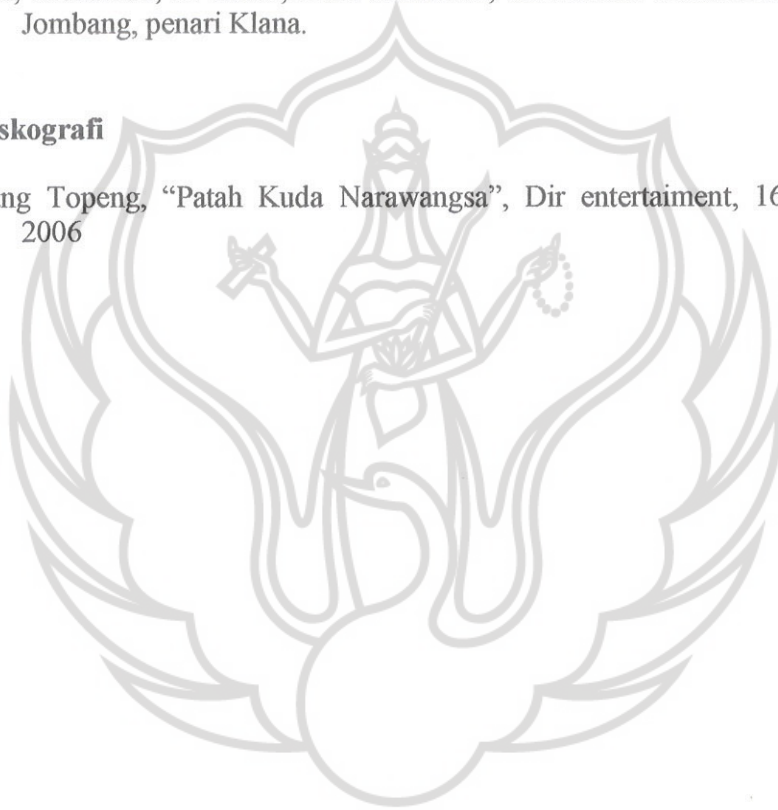 Jombang, penari Klana.
skografi
ng Topeng, “Patah Kuda Narawangsa”, Dir entertaiment, 16
2006